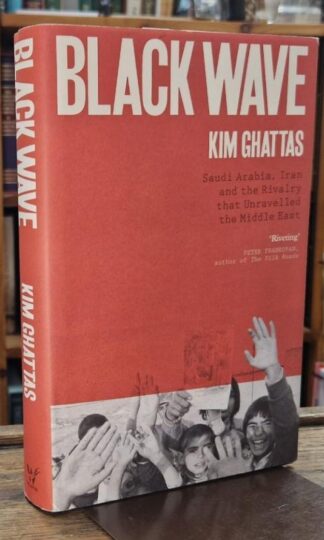 BLACK WAVE
KIM GHATTAS
Saudi Arabia, Iran
and the Rivalry
that Unravelled
the Middle East
'Riveting'
PETER FRANKOPAN,
author of The Silk Roads
BLACK WAVE
KIM GHATTAS